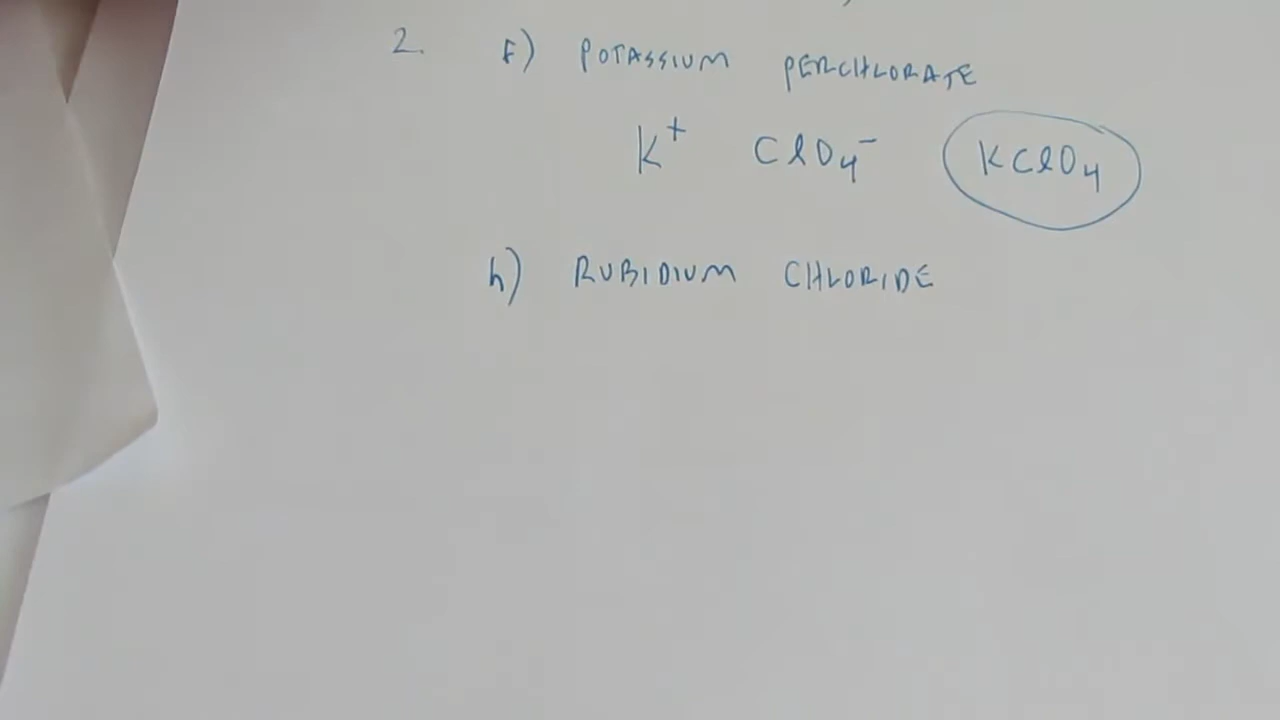 2. f) POTASSIUM PERCHLORATE
K⁺ ClO₄⁻ KClO₄
h) RUBIDIUM CHLORIDE